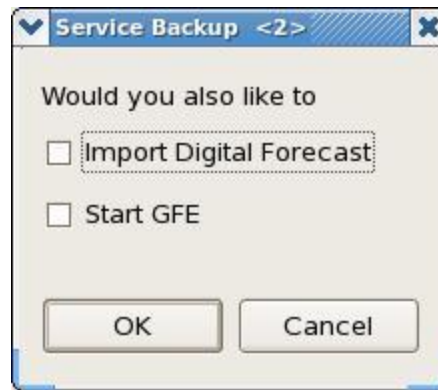 Service Backup <2>
Would you also like to
Import Digital Forecast
Start GFE
OK Cancel